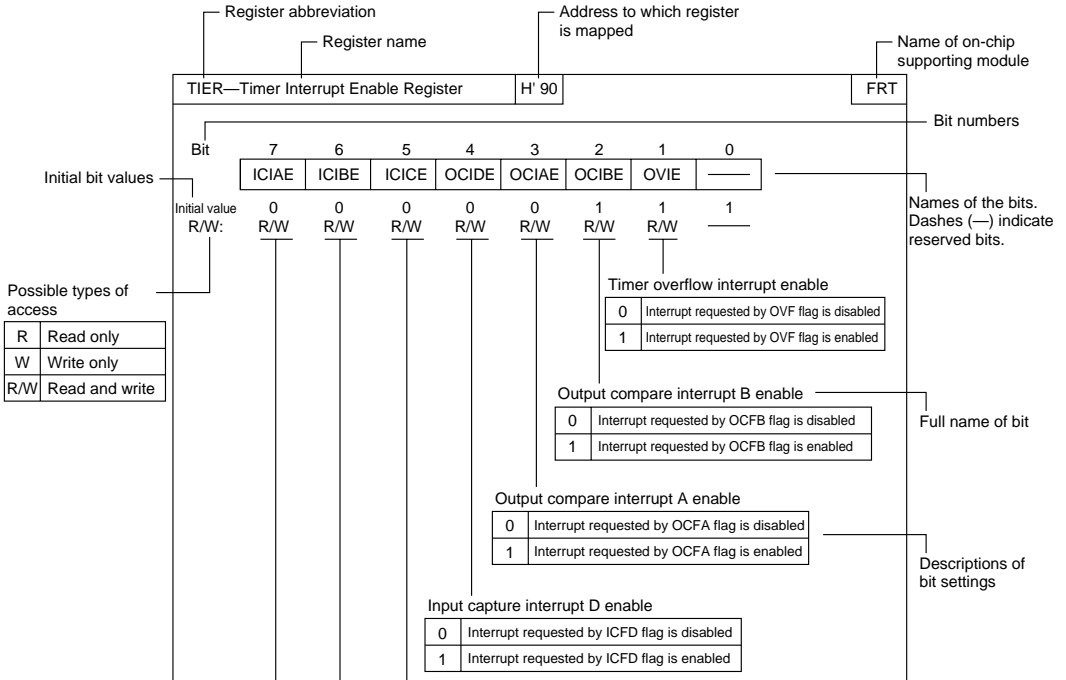 Register abbreviation
Register name
Address to which register
is mapped
Name of on-chip
supporting module
TIER—Timer Interrupt Enable Register
H' 90
FRT
Bit numbers
Bit 7 6 5 4 3 2 1 0
ICIAE ICIBE ICICE OCIDE OCIAE OCIBE OVIE —
Initial bit values
Initial value 0 0 0 0 0 1 1 1
R/W: R/W R/W R/W R/W R/W R/W R/W —
Names of the bits.
Dashes (—) indicate
reserved bits.
Possible types of
access
R Read only
W Write only
R/W Read and write
Timer overflow interrupt enable
0 Interrupt requested by OVF flag is disabled
1 Interrupt requested by OVF flag is enabled
Output compare interrupt B enable
0 Interrupt requested by OCFB flag is disabled
1 Interrupt requested by OCFB flag is enabled
Full name of bit
Output compare interrupt A enable
0 Interrupt requested by OCFA flag is disabled
1 Interrupt requested by OCFA flag is enabled
Descriptions of
bit settings
Input capture interrupt D enable
0 Interrupt requested by ICFD flag is disabled
1 Interrupt requested by ICFD flag is enabled